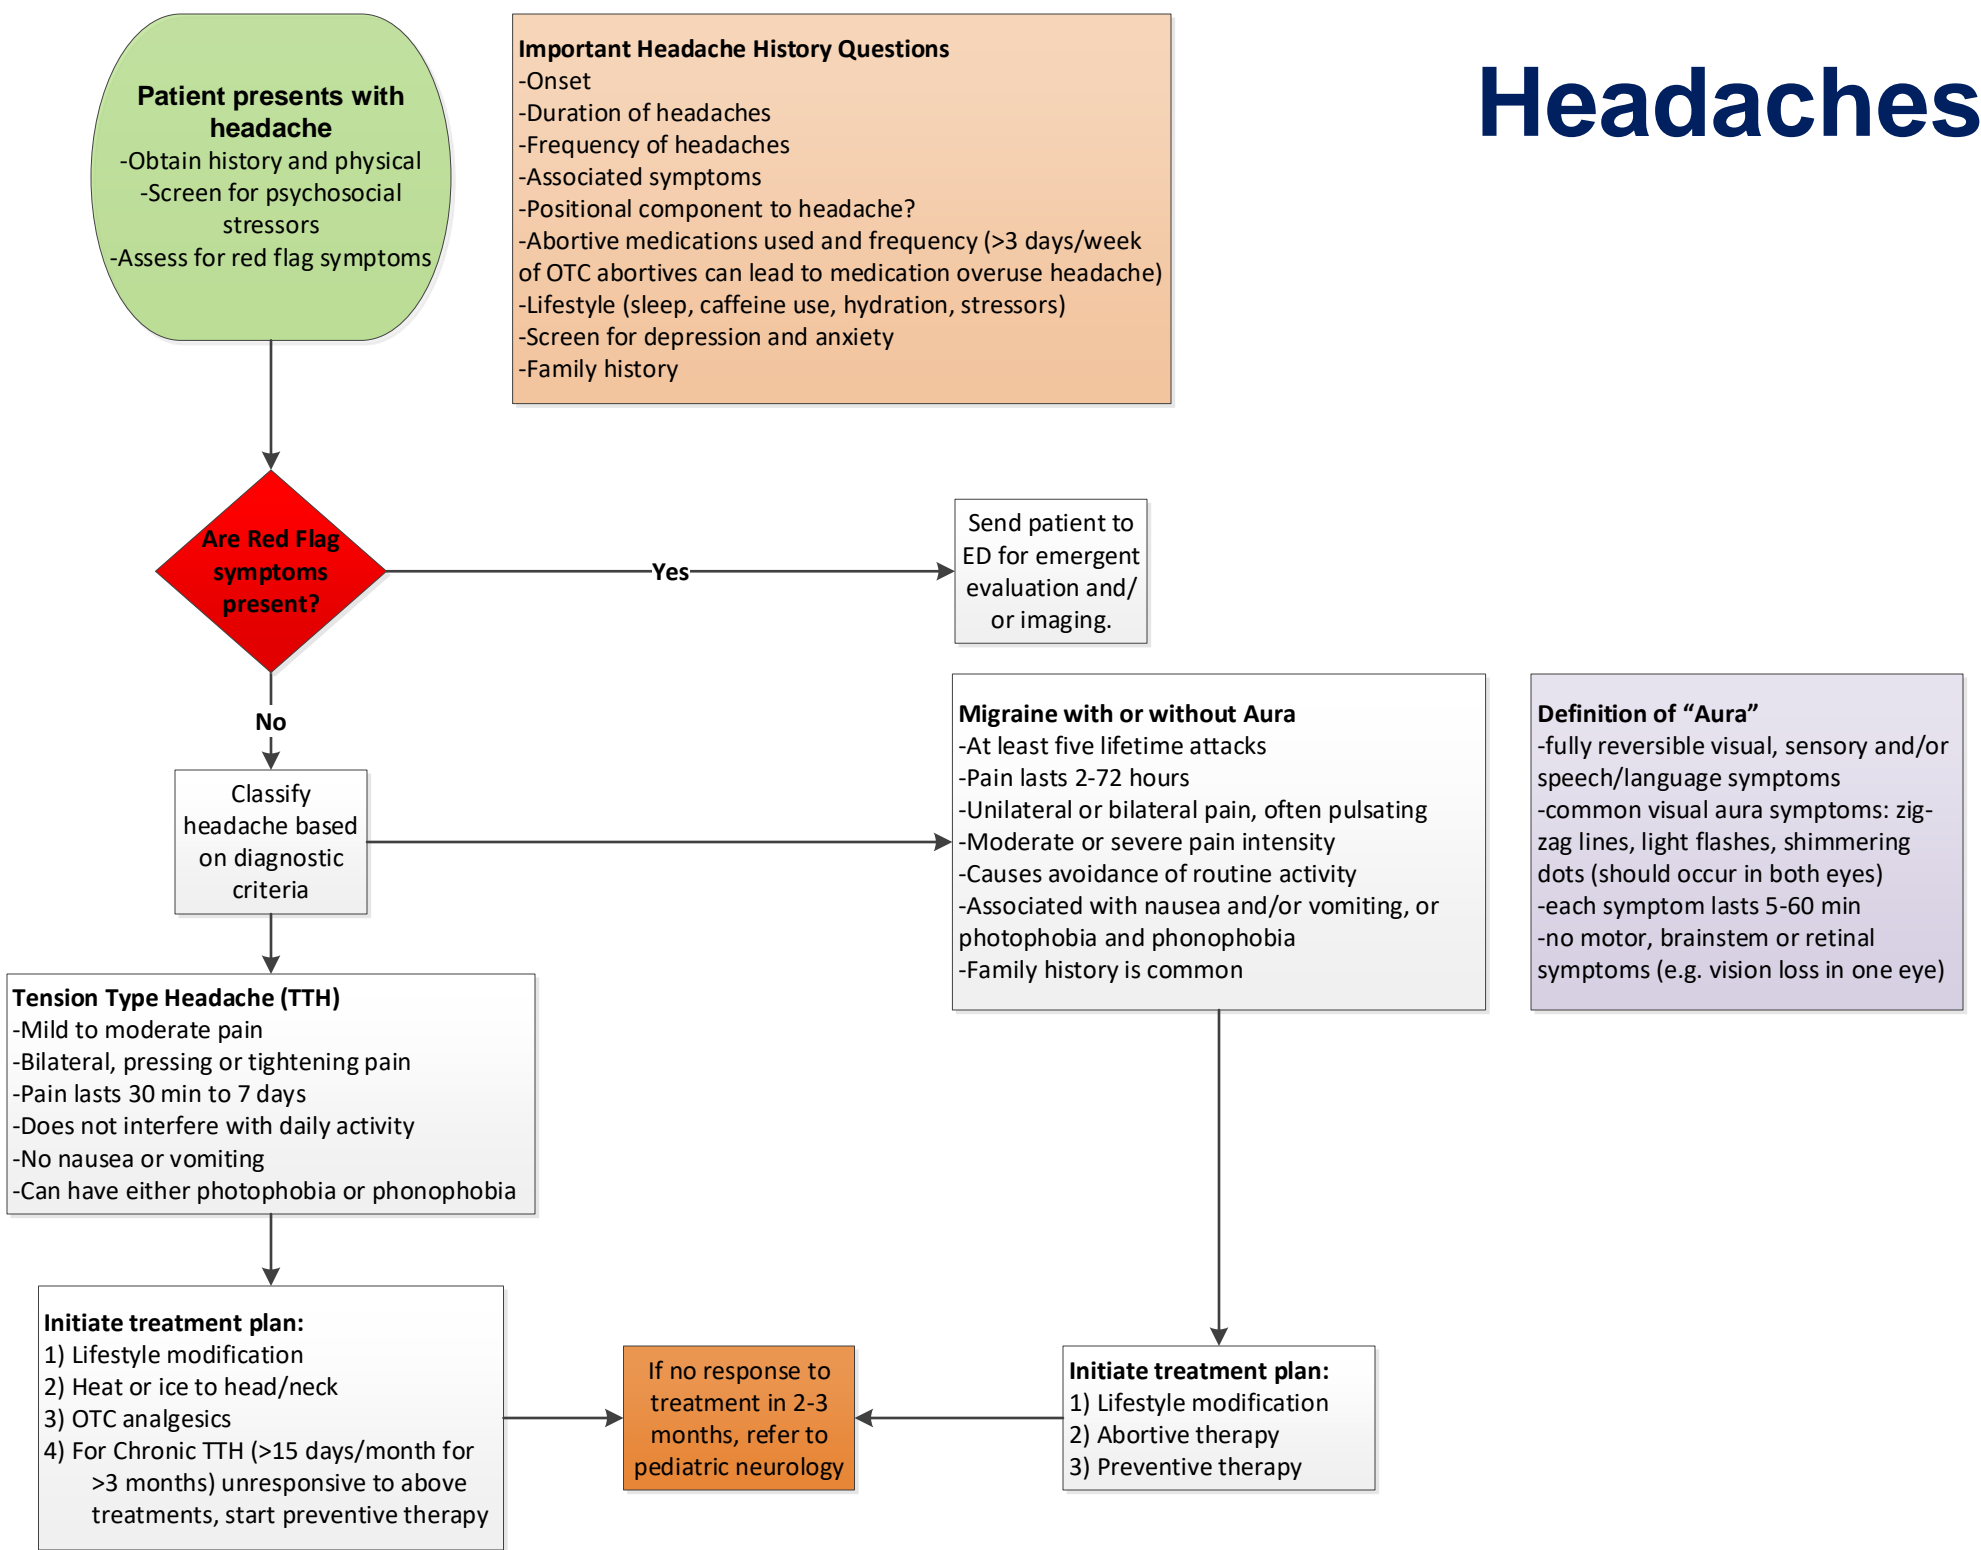 Headaches
Patient presents with
headache
-Obtain history and physical
-Screen for psychosocial
stressors
-Assess for red flag symptoms
Important Headache History Questions
-Onset
-Duration of headaches
-Frequency of headaches
-Associated symptoms
-Positional component to headache?
-Abortive medications used and frequency (>3 days/week
of OTC abortives can lead to medication overuse headache)
-Lifestyle (sleep, caffeine use, hydration, stressors)
-Screen for depression and anxiety
-Family history
Are Red Flag
symptoms
present?
Yes
Send patient to
ED for emergent
evaluation and/
or imaging.
No
Classify
headache based
on diagnostic
criteria
Migraine with or without Aura
-At least five lifetime attacks
-Pain lasts 2-72 hours
-Unilateral or bilateral pain, often pulsating
-Moderate or severe pain intensity
-Causes avoidance of routine activity
-Associated with nausea and/or vomiting, or
photophobia and phonophobia
-Family history is common
Definition of “Aura”
-fully reversible visual, sensory and/or
speech/language symptoms
-common visual aura symptoms: zig-
zag lines, light flashes, shimmering
dots (should occur in both eyes)
-each symptom lasts 5-60 min
-no motor, brainstem or retinal
symptoms (e.g. vision loss in one eye)
Tension Type Headache (TTH)
-Mild to moderate pain
-Bilateral, pressing or tightening pain
-Pain lasts 30 min to 7 days
-Does not interfere with daily activity
-No nausea or vomiting
-Can have either photophobia or phonophobia
Initiate treatment plan:
1) Lifestyle modification
2) Heat or ice to head/neck
3) OTC analgesics
4) For Chronic TTH (>15 days/month for
>3 months) unresponsive to above
treatments, start preventive therapy
If no response to
treatment in 2-3
months, refer to
pediatric neurology
Initiate treatment plan:
1) Lifestyle modification
2) Abortive therapy
3) Preventive therapy